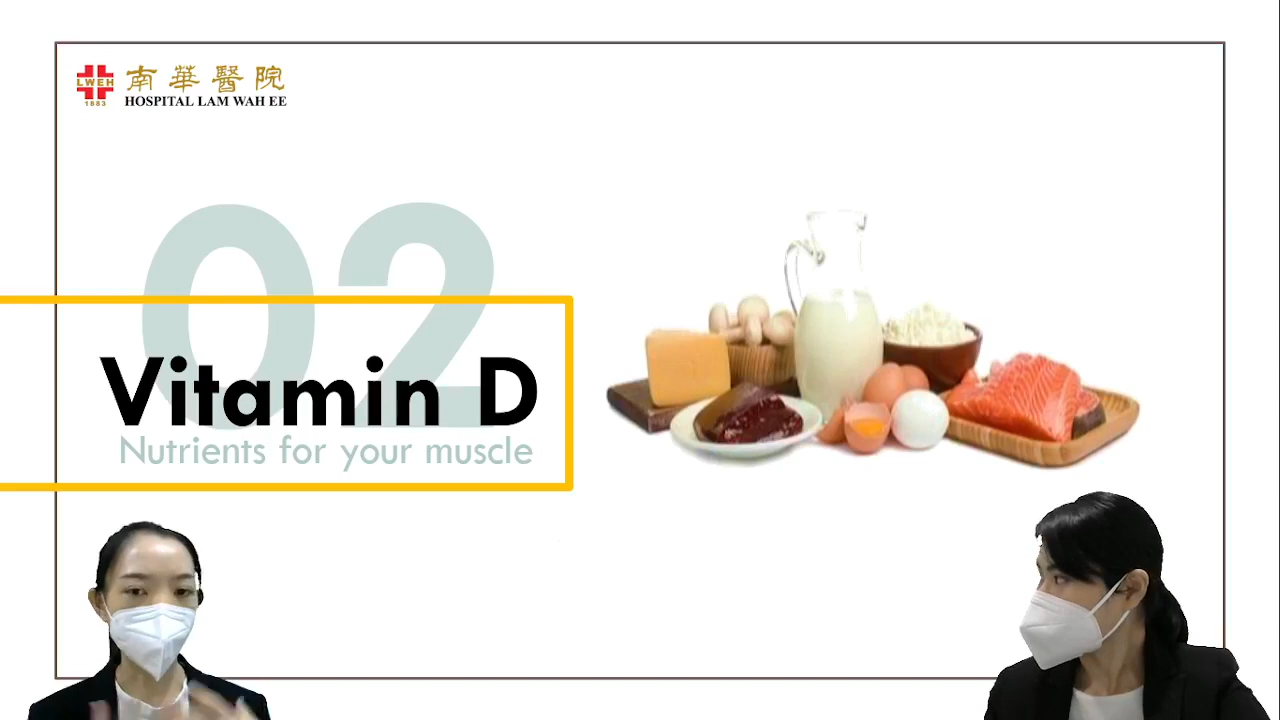 LWEH
1883
南華醫院
HOSPITAL LAM WAH EE
02
Vitamin D
Nutrients for your muscle